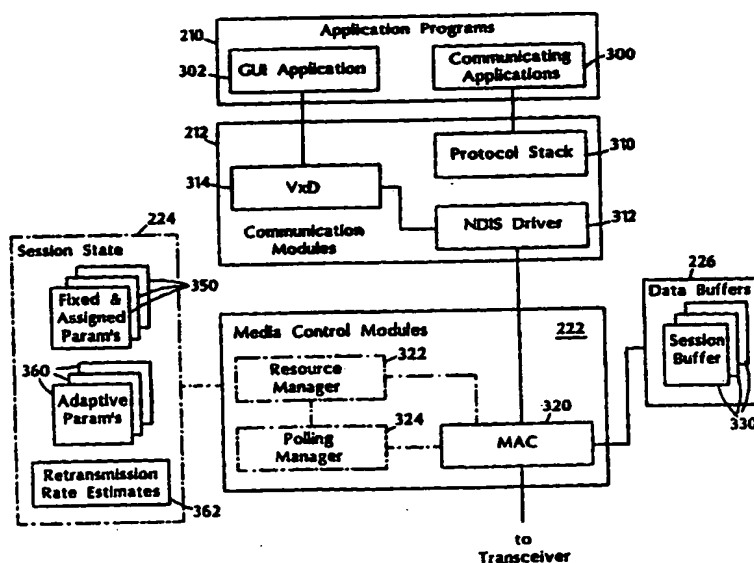 210
Application Programs
302
GUI Application
Communicating
Applications
300
212
Protocol Stack
310
314
VxD
NDIS Driver
312
Communication
Modules
224
Session State
Fixed &
Assigned
Param's
350
360
Adaptive
Param's
Retransmission
Rate Estimates
362
Media Control Modules
222
322
Resource
Manager
324
Polling
Manager
320
MAC
226
Data Buffers
Session
Buffer
330
to
Transceiver